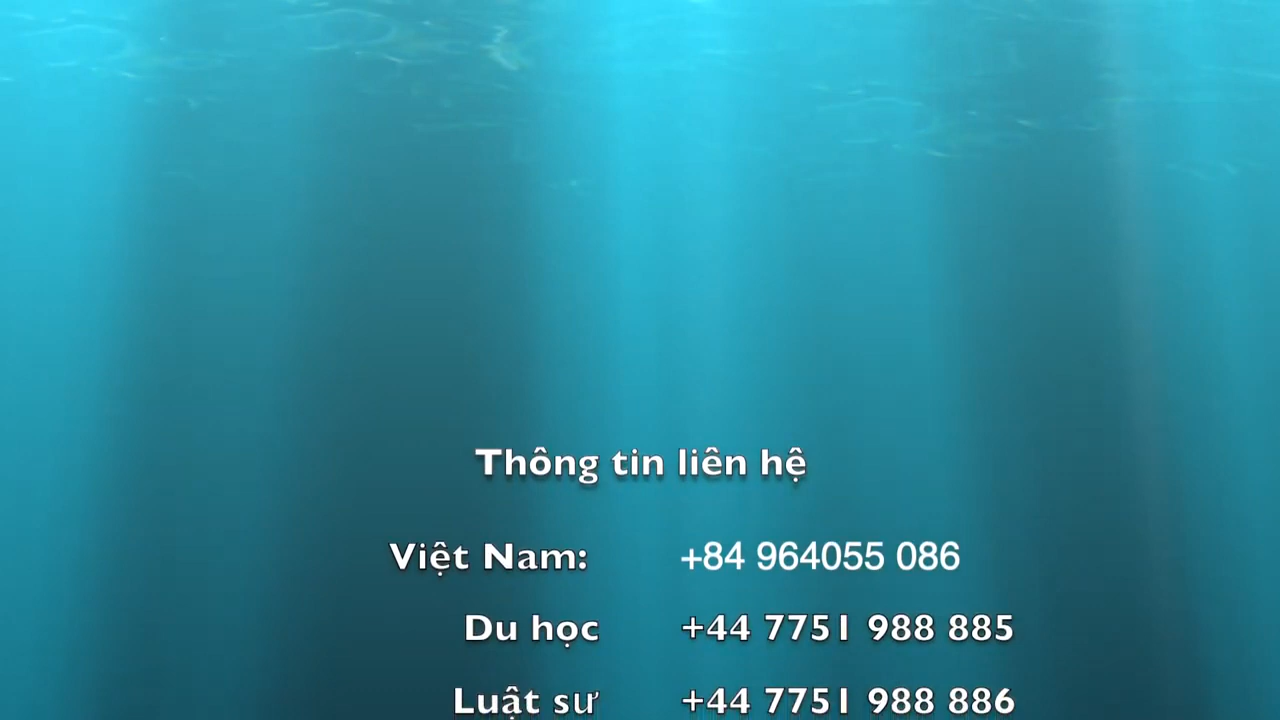 Thông tin liên hệ
Việt Nam: +84 964055 086
Du học +44 7751 988 885
Luật sư +44 7751 988 886